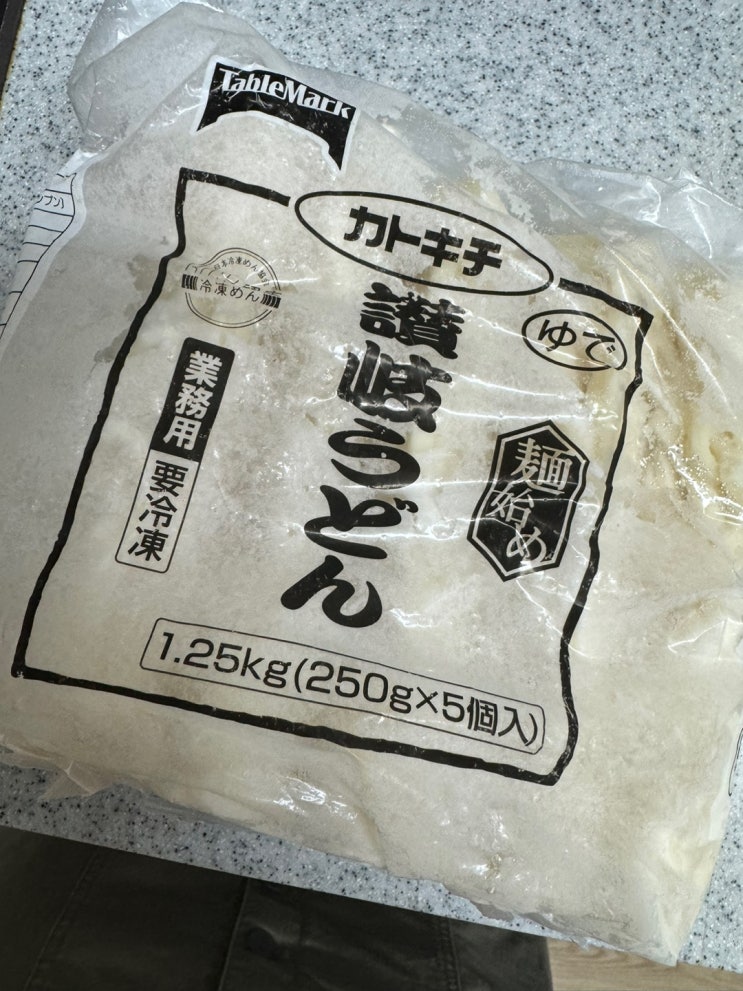 TableMark
カトキチ
ゆで
讃岐うどん
麺始め
冷凍めん
業務用
要冷凍
1.25kg(250g×5個入)